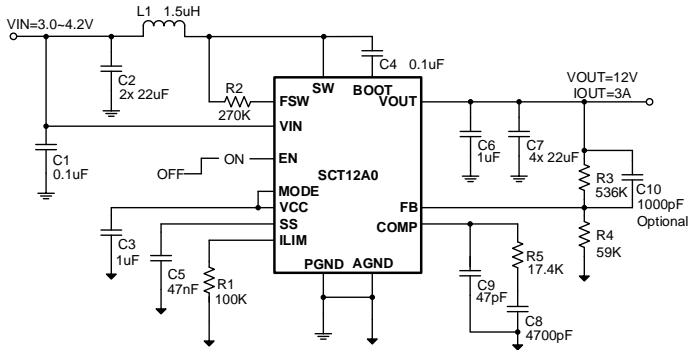 VIN=3.0~4.2V
L1 1.5uH
C2
2x 22uF
R2
270K
C4 0.1uF
SW
BOOT
FSW
VOUT
VOUT=12V
IOUT=3A
VIN
C1
0.1uF
C6
1uF
C7
4x 22uF
EN
OFF
ON
SCT12A0
R3
536K
C10
1000pF
Optional
MODE
VCC
FB
SS
COMP
ILIM
C3
1uF
C5
47nF
R1
100K
PGND
AGND
R4
59K
R5
17.4K
C9
47pF
C8
4700pF